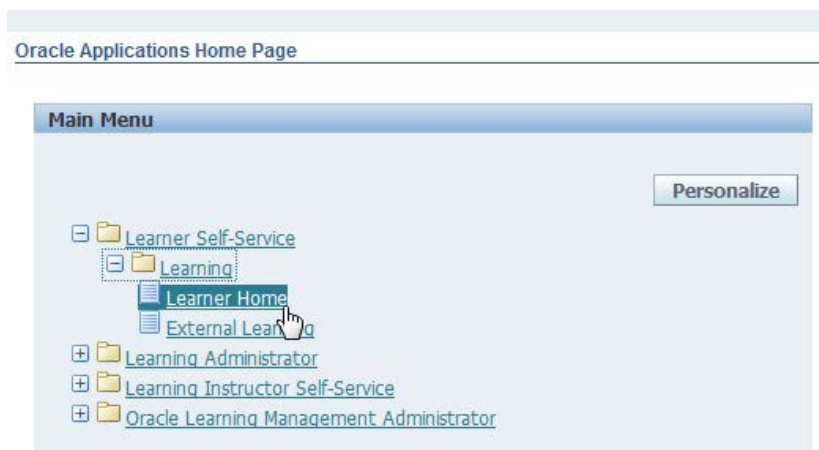 Oracle Applications Home Page
Main Menu
Personalize
Learner Self-Service
Learning
Learner Home
External Learning
Learning Administrator
Learning Instructor Self-Service
Oracle Learning Management Administrator